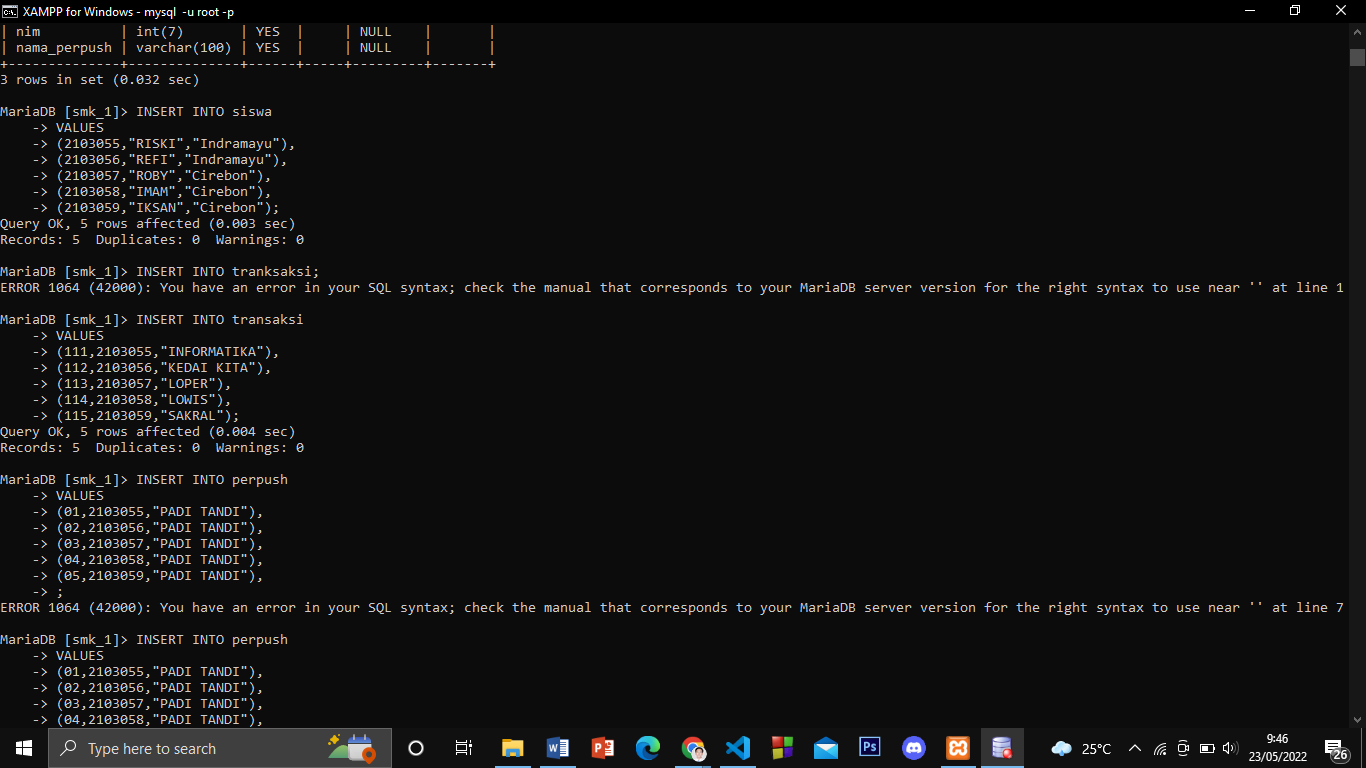 XAMPP for Windows - mysql  -u root -p
| nim          | int(7)       | YES  |     | NULL    |       |
| nama_perpush | varchar(100) | YES  |     | NULL    |       |
+--------------+--------------+------+-----+---------+-------+
3 rows in set (0.032 sec)
MariaDB [smk_1]> INSERT INTO siswa
    -> VALUES
    -> (2103055,"RISKI","Indramayu"),
    -> (2103056,"REFI","Indramayu"),
    -> (2103057,"ROBY","Cirebon"),
    -> (2103058,"IMAM","Cirebon"),
    -> (2103059,"IKSAN","Cirebon");
Query OK, 5 rows affected (0.003 sec)
Records: 5  Duplicates: 0  Warnings: 0
MariaDB [smk_1]> INSERT INTO tranksaksi;
ERROR 1064 (42000): You have an error in your SQL syntax; check the manual that corresponds to your MariaDB server version for the right syntax to use near '' at line 1
MariaDB [smk_1]> INSERT INTO transaksi
    -> VALUES
    -> (111,2103055,"INFORMATIKA"),
    -> (112,2103056,"KEDAI KITA"),
    -> (113,2103057,"LOPER"),
    -> (114,2103058,"LOWIS"),
    -> (115,2103059,"SAKRAL");
Query OK, 5 rows affected (0.004 sec)
Records: 5  Duplicates: 0  Warnings: 0
MariaDB [smk_1]> INSERT INTO perpush
    -> VALUES
    -> (01,2103055,"PADI TANDI"),
    -> (02,2103056,"PADI TANDI"),
    -> (03,2103057,"PADI TANDI"),
    -> (04,2103058,"PADI TANDI"),
    -> (05,2103059,"PADI TANDI"),
    -> ;
ERROR 1064 (42000): You have an error in your SQL syntax; check the manual that corresponds to your MariaDB server version for the right syntax to use near '' at line 7
MariaDB [smk_1]> INSERT INTO perpush
    -> VALUES
    -> (01,2103055,"PADI TANDI"),
    -> (02,2103056,"PADI TANDI"),
    -> (03,2103057,"PADI TANDI"),
    -> (04,2103058,"PADI TANDI"),
Type here to search
Ps
25°C
9:46
23/05/2022
26